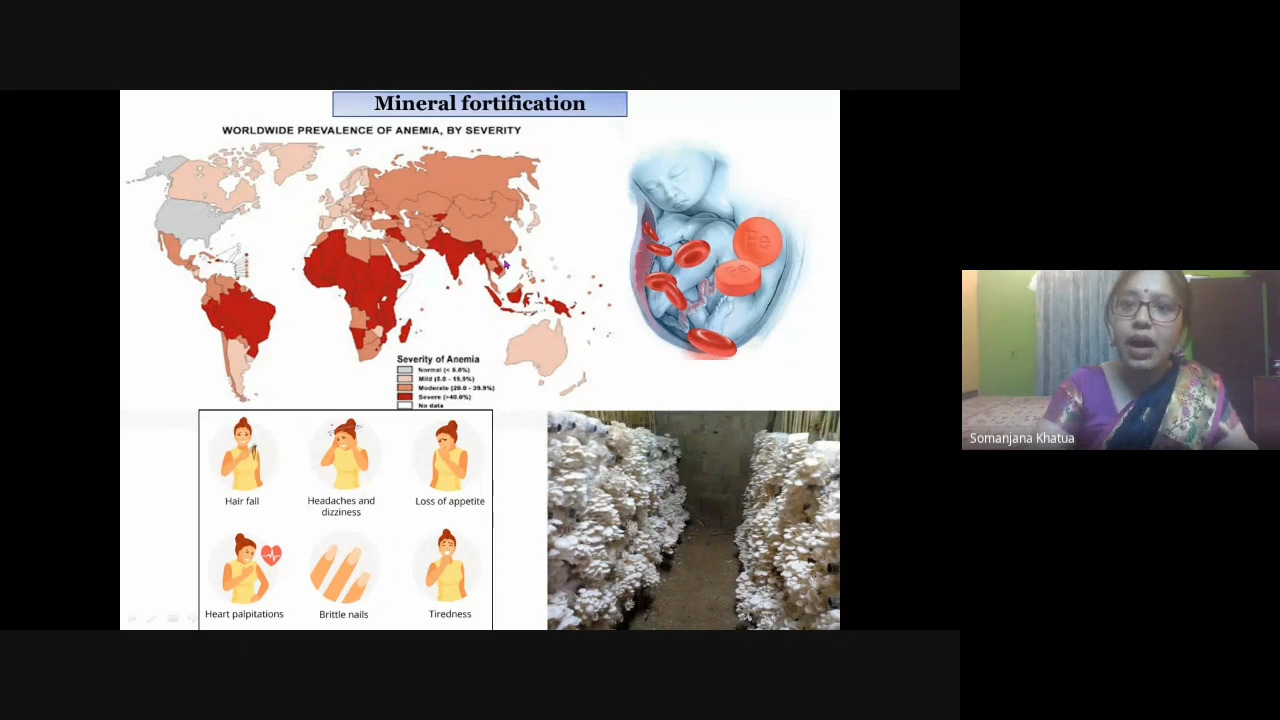 Mineral fortification
WORLDWIDE PREVALENCE OF ANEMIA, BY SEVERITY
Fe
Fe
Severity of Anemia
Normal (< 5.0%)
Mild (5.0 - 19.9%)
Moderate (20.0 - 39.9%)
Severe (>40.0%)
No data
Hair fall
Headaches and
dizziness
Loss of appetite
Heart palpitations
Brittle nails
Tiredness
Somanjana Khatua